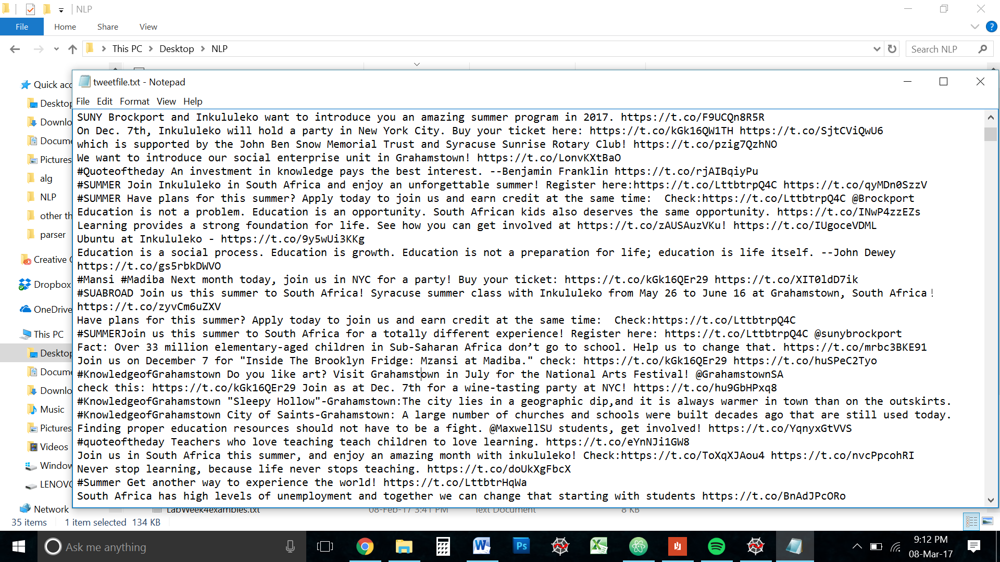 NLP
File Home Share View
This PC > Desktop > NLP
Search NLP
tweetfile.txt - Notepad
File Edit Format View Help
SUNY Brockport and Inkululeko want to introduce you an amazing summer program in 2017. https://t.co/F9UCQn8R5R
On Dec. 7th, Inkululeko will hold a party in New York City. Buy your ticket here: https://t.co/kGk16QW1TH https://t.co/SjtCViQwU6
which is supported by the John Ben Snow Memorial Trust and Syracuse Sunrise Rotary Club! https://t.co/pzig7QzhNO
We want to introduce our social enterprise unit in Grahamstown! https://t.co/LonvKXtBaO
#Quoteoftheday An investment in knowledge pays the best interest. --Benjamin Franklin https://t.co/rjAIBqiyPu
#SUMMER Join Inkululeko in South Africa and enjoy an unforgettable summer! Register here:https://t.co/LttbtrpQ4C https://t.co/qyMDn0SzzV
#SUMMER Have plans for this summer? Apply today to join us and earn credit at the same time:  Check:https://t.co/LttbtrpQ4C @Brockport
Education is not a problem. Education is an opportunity. South African kids also deserves the same opportunity. https://t.co/INwP4zzEZs
Learning provides a strong foundation for life. See how you can get involved at https://t.co/zAUSAuzVKu! https://t.co/IUgoceVDML
Ubuntu at Inkululeko - https://t.co/9y5wUi3KKg
Education is a social process. Education is growth. Education is not a preparation for life; education is life itself. --John Dewey
https://t.co/gs5rbkDWVO
#Mansi #Madiba Next month today, join us in NYC for a party! Buy your ticket: https://t.co/kGk16QEr29 https://t.co/XIT0ldD7ik
#SUABROAD Join us this summer to South Africa! Syracuse summer class with Inkululeko from May 26 to June 16 at Grahamstown, South Africa！
https://t.co/zyvCm6uZXV
Have plans for this summer? Apply today to join us and earn credit at the same time:  Check:https://t.co/LttbtrpQ4C
#SUMMERJoin us this summer to South Africa for a totally different experience! Register here: https://t.co/LttbtrpQ4C @sunybrockport
Fact: Over 33 million elementary-aged children in Sub-Saharan Africa don’t go to school. Help us to change that. https://t.co/mrbc3BKE91
Join us on December 7 for "Inside The Brooklyn Fridge: Mzansi at Madiba." check: https://t.co/kGk16QEr29 https://t.co/huSPeC2Tyo
#KnowledgeofGrahamstown Do you like art? Visit Grahamstown in July for the National Arts Festival! @GrahamstownSA
check this: https://t.co/kGk16QEr29 Join as at Dec. 7th for a wine-tasting party at NYC! https://t.co/hu9GbHPxq8
#KnowledgeofGrahamstown "Sleepy Hollow"-Grahamstown:The city lies in a geographic dip,and it is always warmer in town than on the outskirts.
#KnowledgeofGrahamstown City of Saints-Grahamstown: A large number of churches and schools were built decades ago that are still used today.
Finding proper education resources should not have to be a fight. @MaxwellSU students, get involved! https://t.co/YqnyxGtVVS
#quoteoftheday Teachers who love teaching teach children to love learning. https://t.co/eYnNJi1GW8
Join us in South Africa this summer, and enjoy an amazing month with inkululeko! Check:https://t.co/ToXqXJAou4 https://t.co/nvcPpcohRI
Never stop learning, because life never stops teaching. https://t.co/doUkXgFbcX
#Summer Get another way to experience the world! https://t.co/LttbtrHqWa
South Africa has high levels of unemployment and together we can change that starting with students https://t.co/BnAdJPcORo
Quick acc
Desktop
Downlo
Docume
Pictures
alg
NLP
other th
parser
Creative C
Dropbox
OneDrive
This PC
Desktop
Docume
Downlo
Music
Pictures
Videos
Window
LENOVO
Network
LabWeek4examples.txt 08-Feb-17 3:41 PM Text Document 8 KB
35 items 1 item selected 134 KB
Ask me anything
Ps
9:12 PM
08-Mar-17